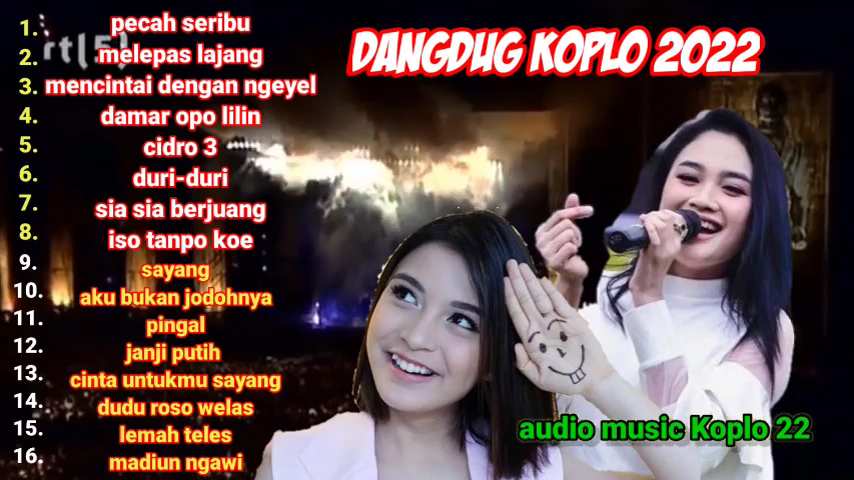 DANGDUG KOPLO 2022
rt(5)
1. pecah seribu
2. melepas lajang
3. mencintai dengan ngeyel
4. damar opo lilin
5. cidro 3
6. duri-duri
7. sia sia berjuang
8. iso tanpo koe
9. sayang
10. aku bukan jodohnya
11. pingal
12. janji putih
13. cinta untukmu sayang
14. dudu roso welas
15. lemah teles
16. madiun ngawi
audio music Koplo 22